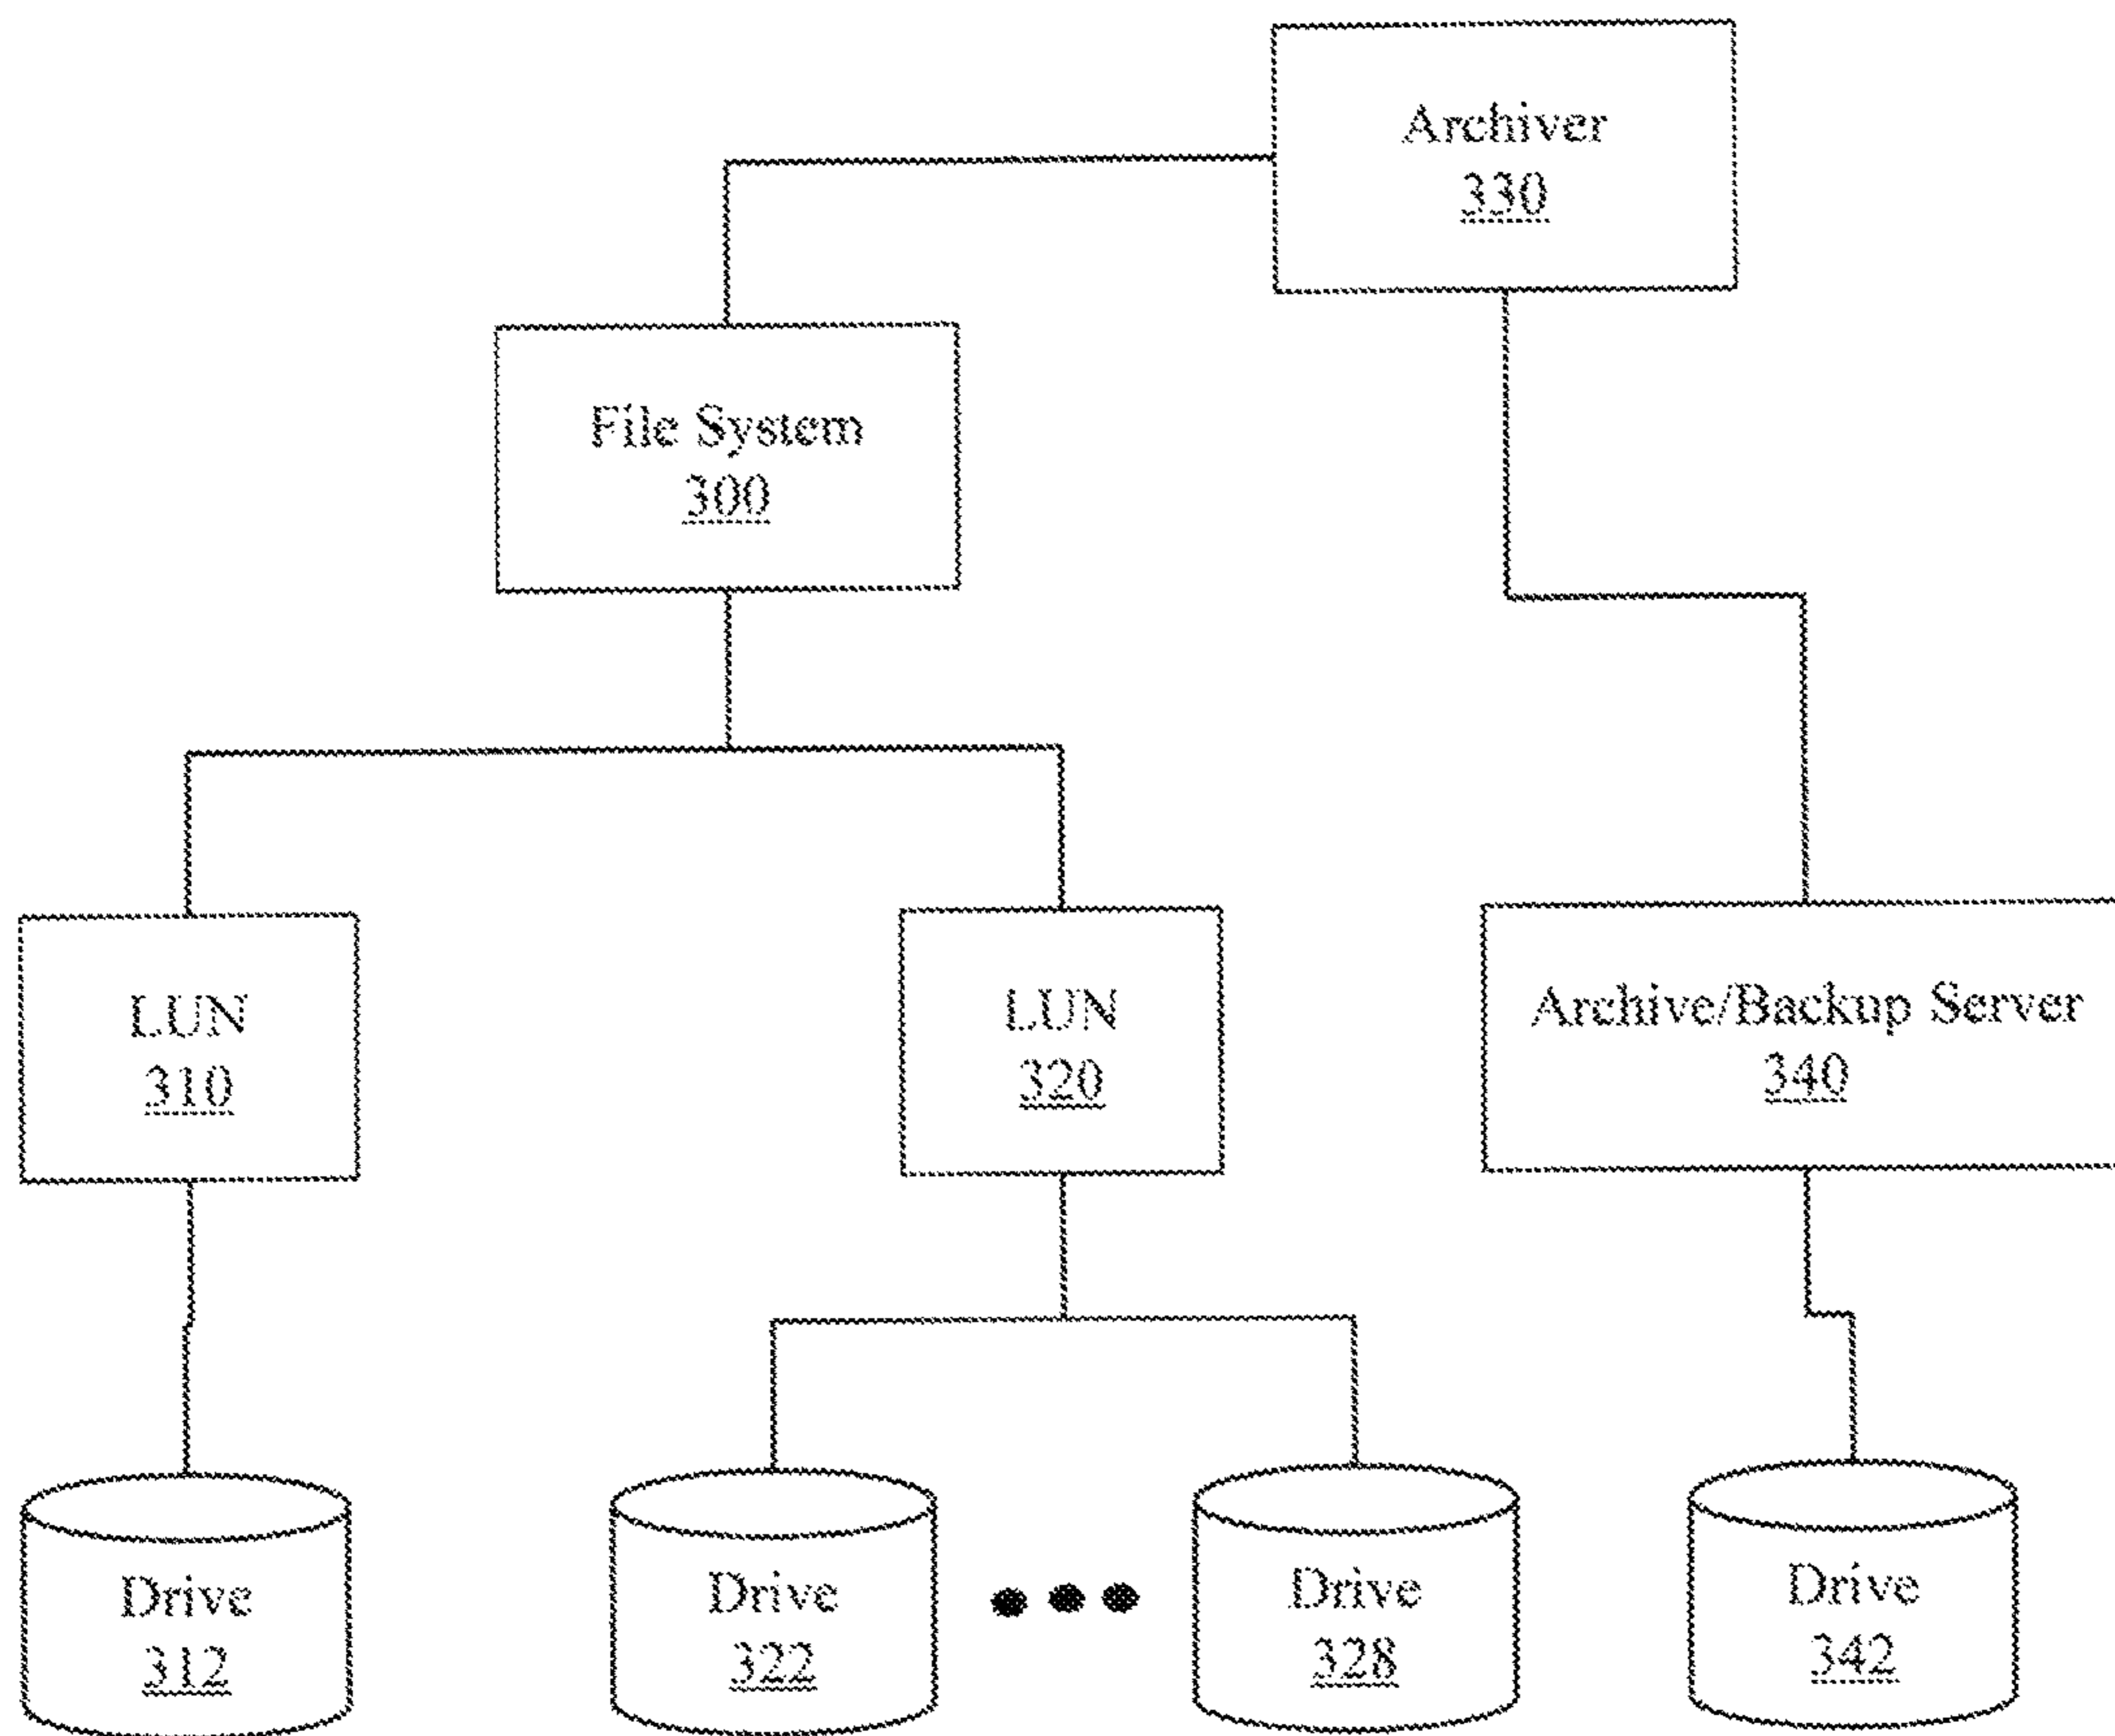 Archiver
330
File System
300
LUN
310
LUN
320
Archive/Backup Server
340
Drive
312
Drive
322
Drive
328
Drive
342